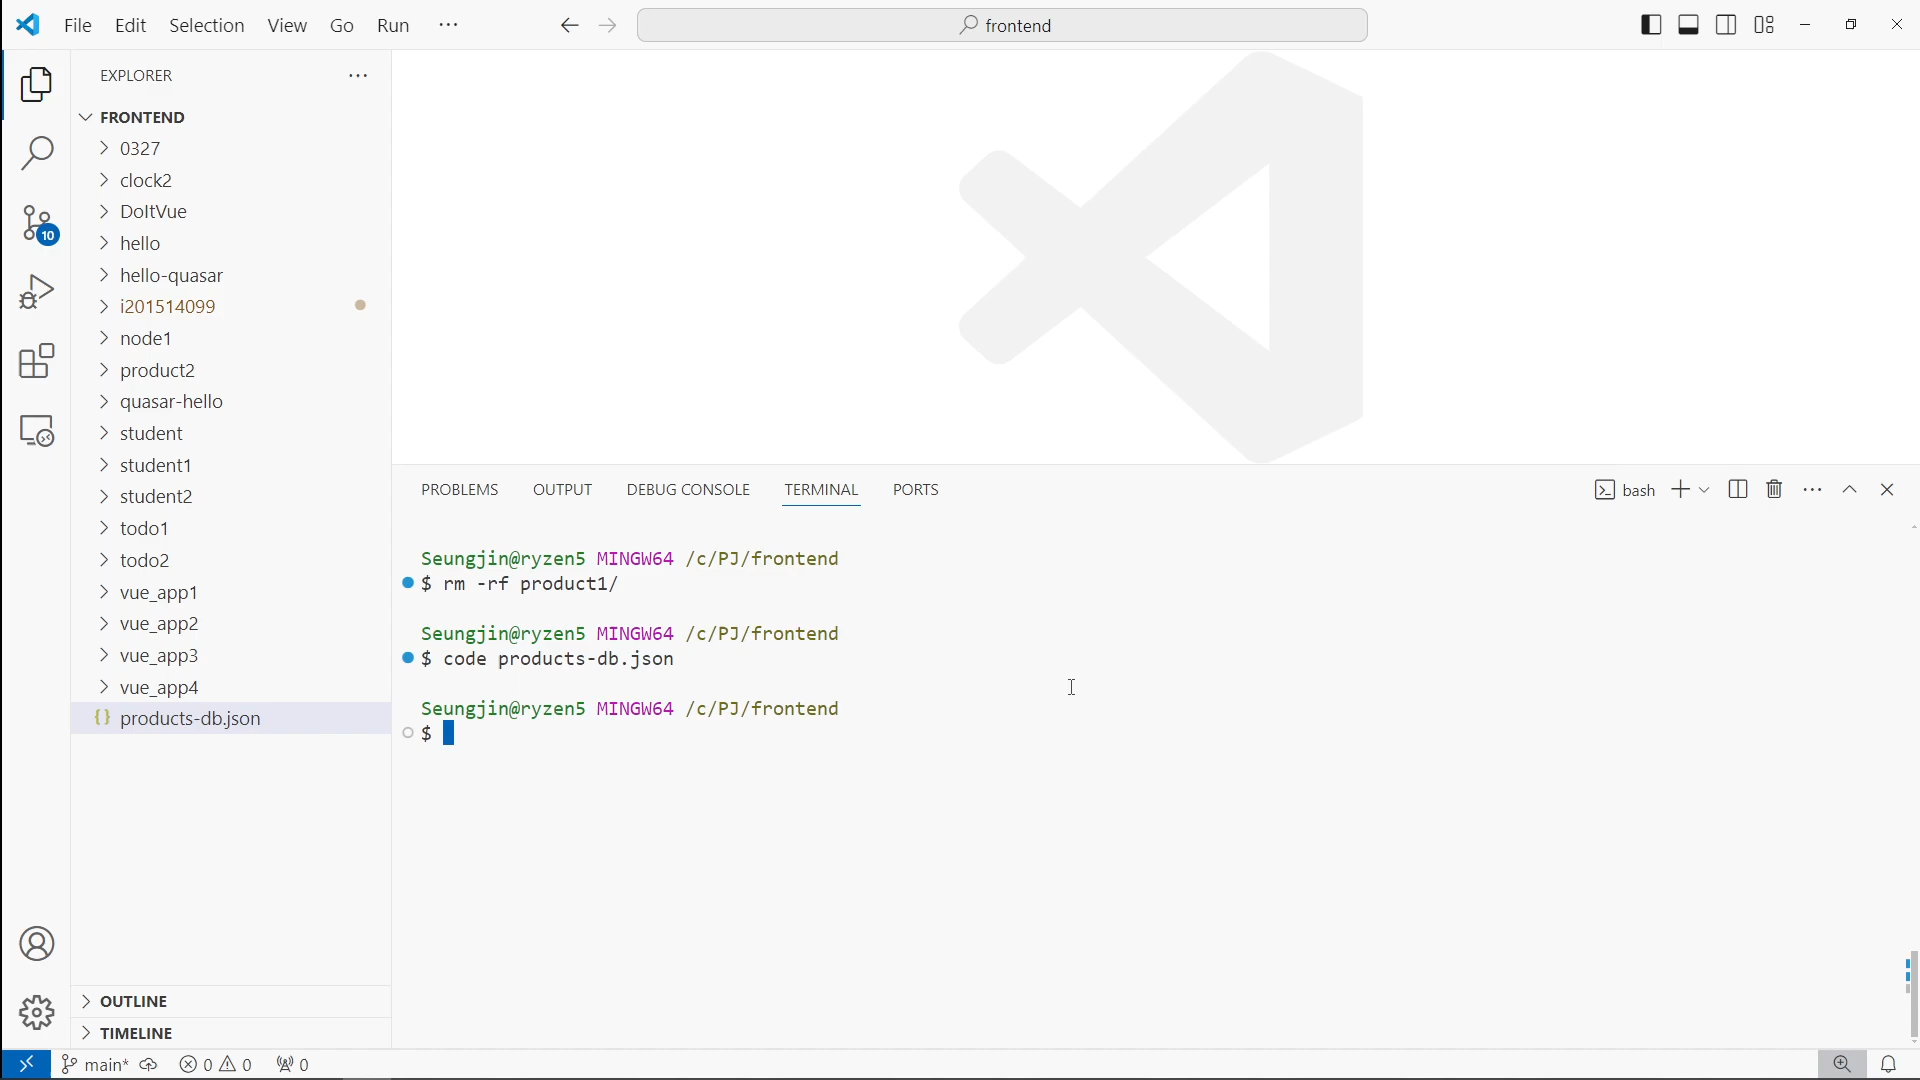 File Edit Selection View Go Run ···
frontend
EXPLORER
FRONTEND
0327
clock2
DoItVue
hello
hello-quasar
i201514099
node1
product2
quasar-hello
student
student1
student2
todo1
todo2
vue_app1
vue_app2
vue_app3
vue_app4
{} products-db.json
OUTLINE
TIMELINE
10
PROBLEMS OUTPUT DEBUG CONSOLE TERMINAL PORTS
bash
Seungjin@ryzen5 MINGW64 /c/PJ/frontend
$ rm -rf product1/
Seungjin@ryzen5 MINGW64 /c/PJ/frontend
$ code products-db.json
Seungjin@ryzen5 MINGW64 /c/PJ/frontend
$
main* 0 0 0